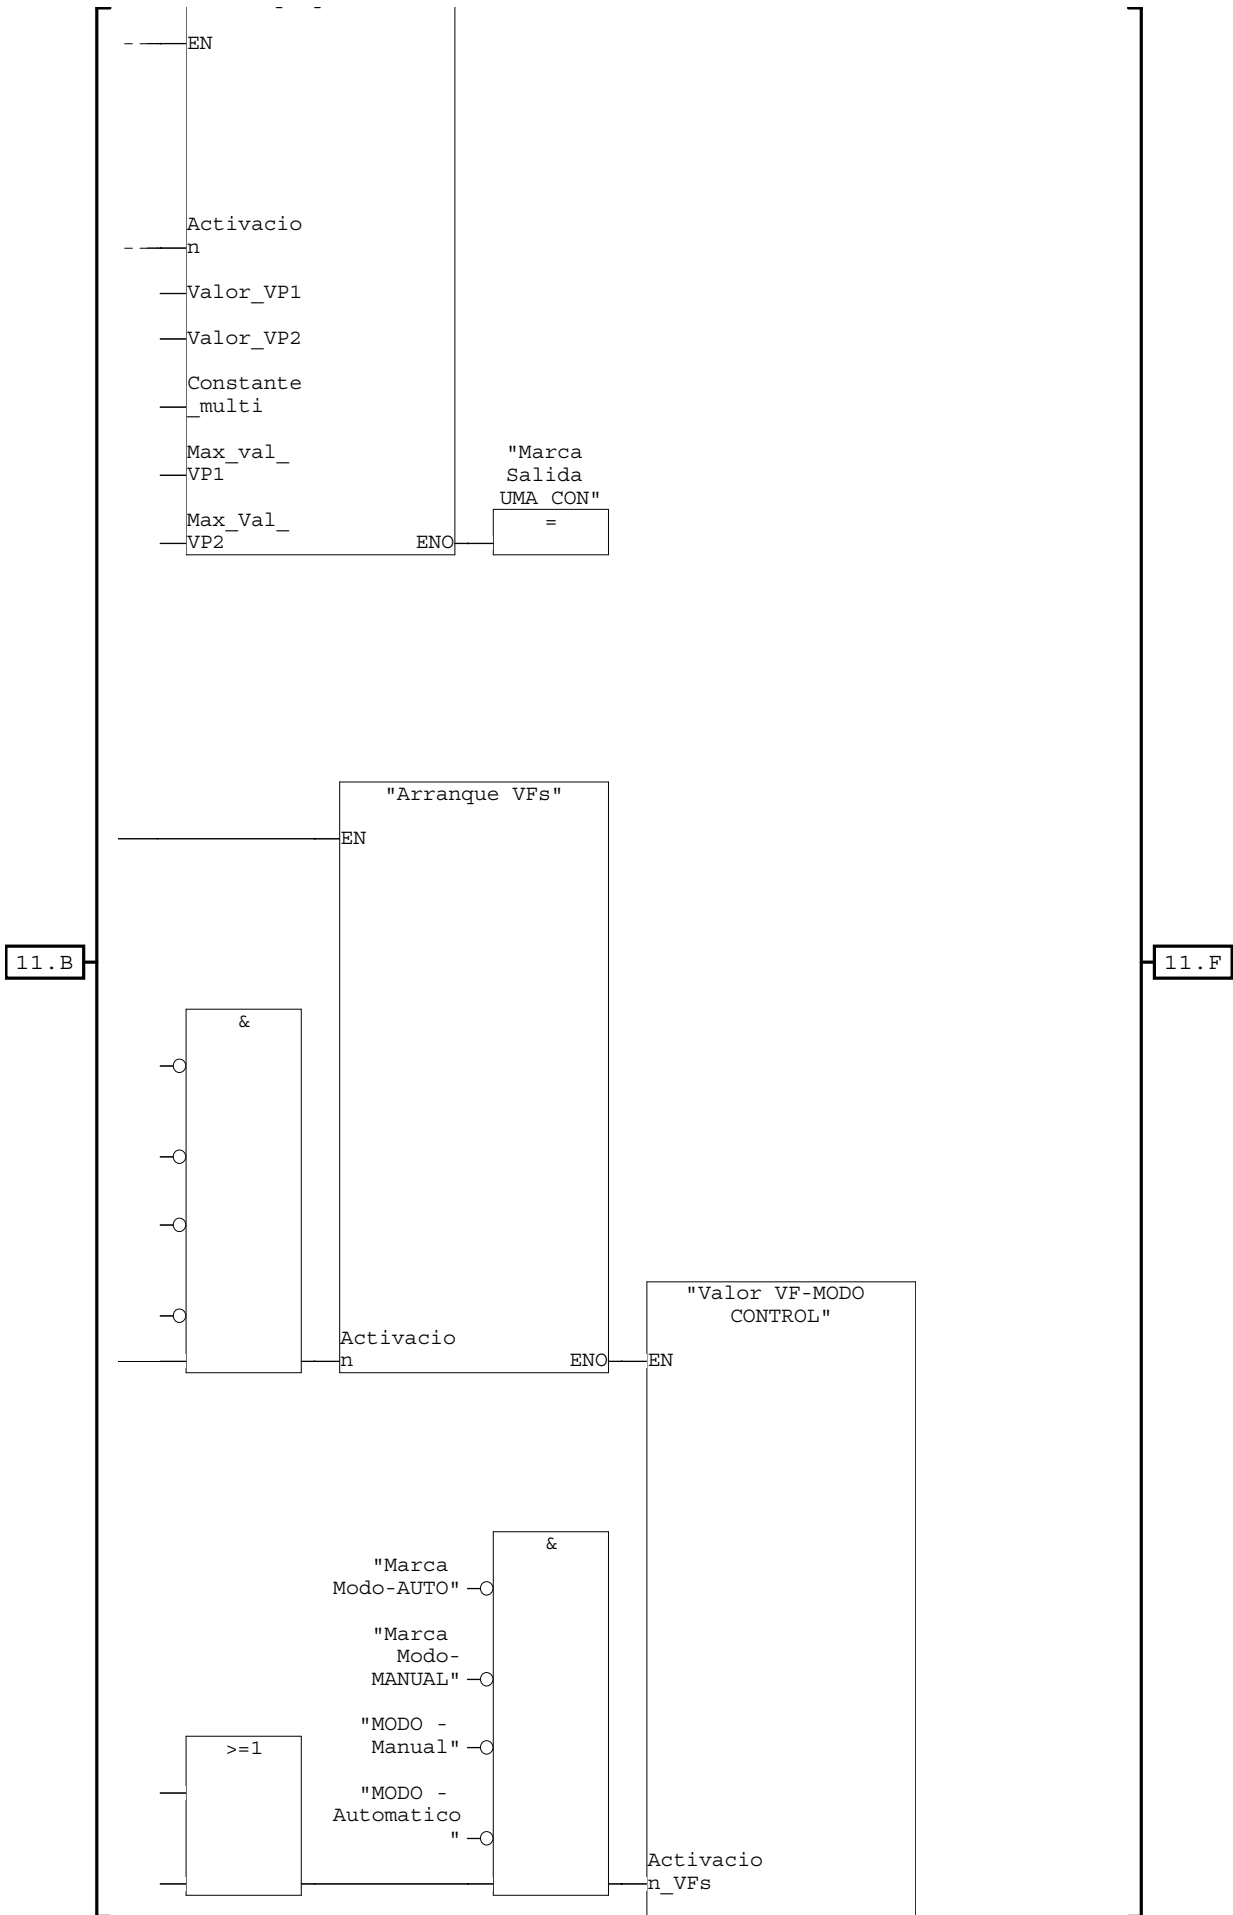 EN
Activacio
n
Valor_VP1
Valor_VP2
Constante
_multi
Max_val_
VP1
Max_Val_
VP2
ENO
"Marca
Salida
UMA CON"
=
"Arranque VFs"
EN
11.B
11.F
&
Activacio
n
ENO
"Valor VF-MODO
CONTROL"
EN
&
"Marca
Modo-AUTO"
"Marca
Modo-
MANUAL"
"MODO -
Manual"
"MODO -
Automatico
"
>=1
Activacio
n_VFs